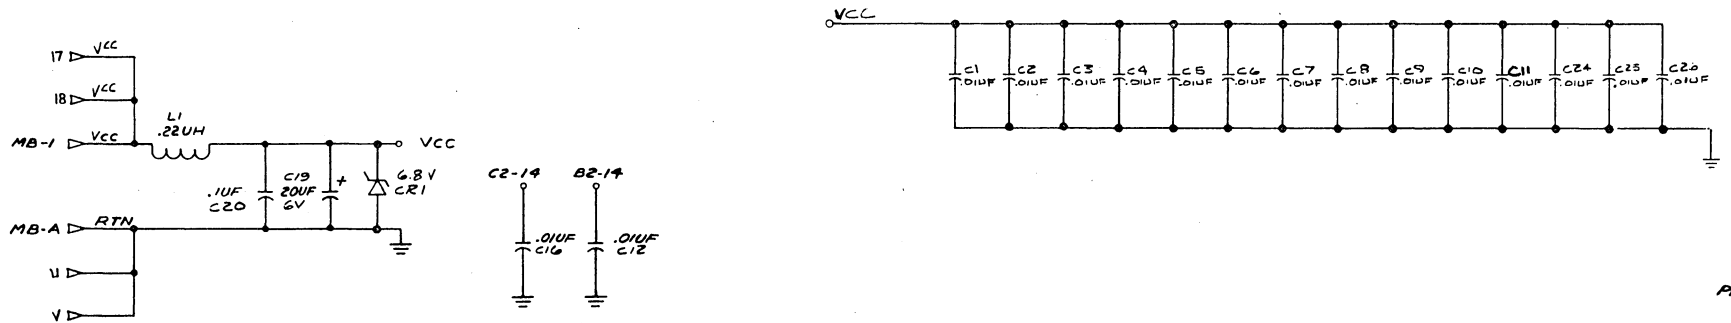 17 VCC
18 VCC
MB-1 VCC
L1
.22UH
VCC
.1UF
C20
C19
20UF
6V
+
6.8V
CR1
MB-A RTN
U
V
C2-14
.01UF
C16
B2-14
.01UF
C12
VCC
C1
.01UF
C2
.01UF
C3
.01UF
C4
.01UF
C5
.01UF
C6
.01UF
C7
.01UF
C8
.01UF
C9
.01UF
C10
.01UF
C11
.01UF
C24
.01UF
C25
.01UF
.01UF